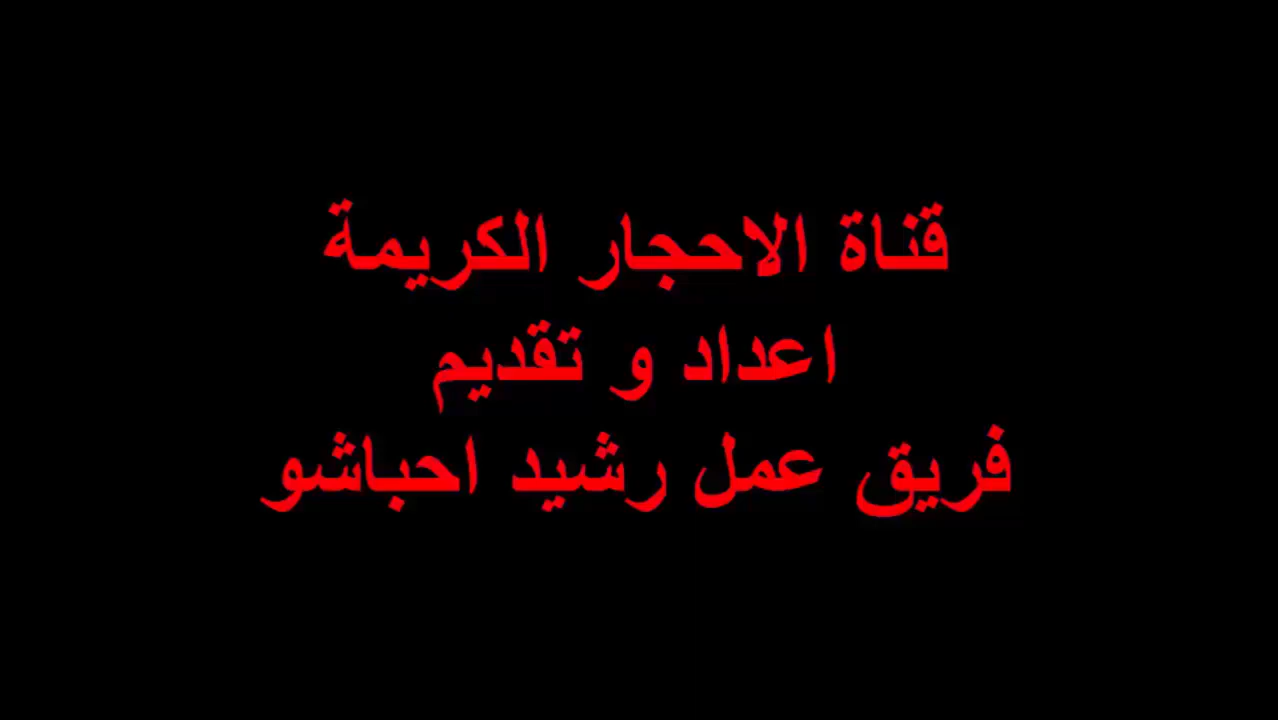 قناة الاحجار الكريمة
اعداد و تقديم
فريق عمل رشيد احباشو